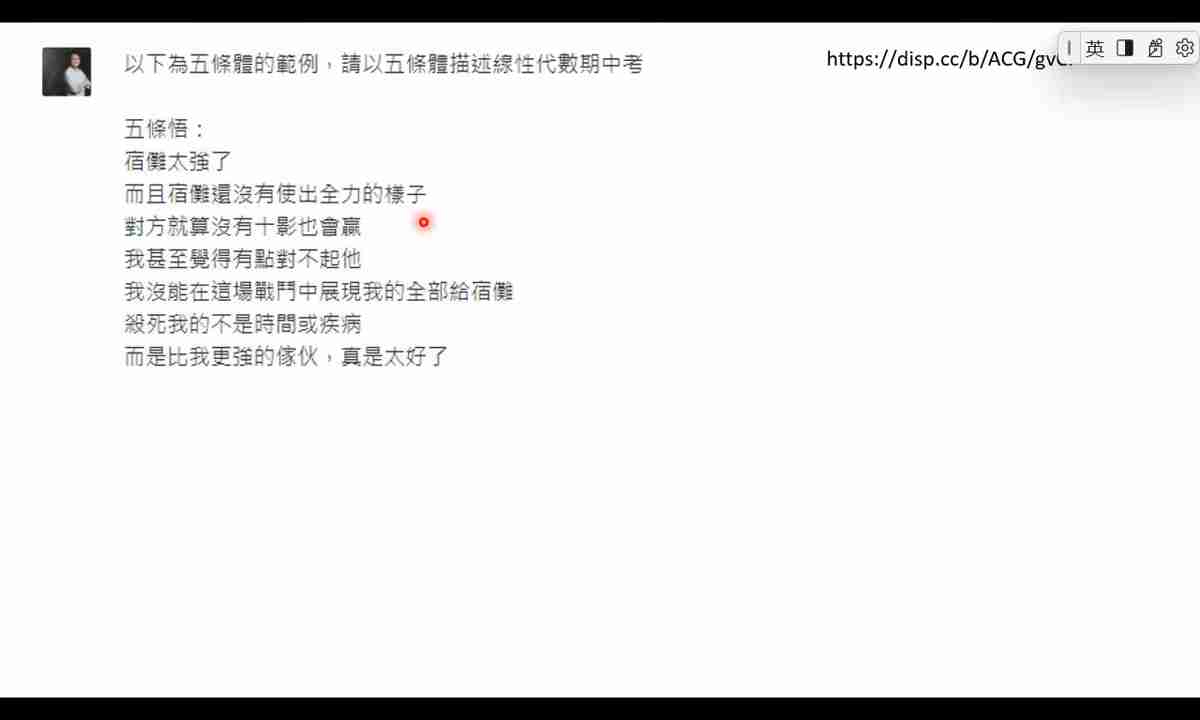 以下為五條體的範例，請以五條體描述線性代數期中考
https://disp.cc/b/ACG/gv
英
五條悟：
宿儺太強了
而且宿儺還沒有使出全力的樣子
對方就算沒有十影也會贏
我甚至覺得有點對不起他
我沒能在這場戰鬥中展現我的全部給宿儺
殺死我的不是時間或疾病
而是比我更強的傢伙，真是太好了